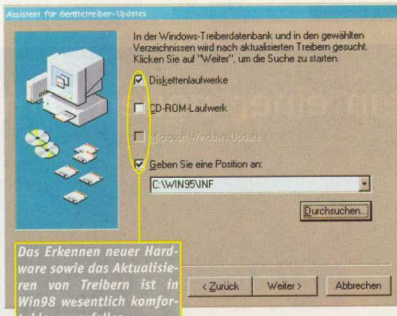 Assistent für Gerätetreiber-Updates
In der Windows-Treiberdatenbank und in den gewählten
Verzeichnissen wird nach aktualisierten Treibern gesucht.
Klicken Sie auf "Weiter", um die Suche zu starten.
Diskettenlaufwerke
CD-ROM-Laufwerk
Microsoft Windows Update
Geben Sie eine Position an:
C:\WIN95\INF
Durchsuchen...
Das Erkennen neuer Hard-
ware sowie das Aktualisie-
ren von Treibern ist in
Win98 wesentlich komfor-
< Zurück
Weiter >
Abbrechen